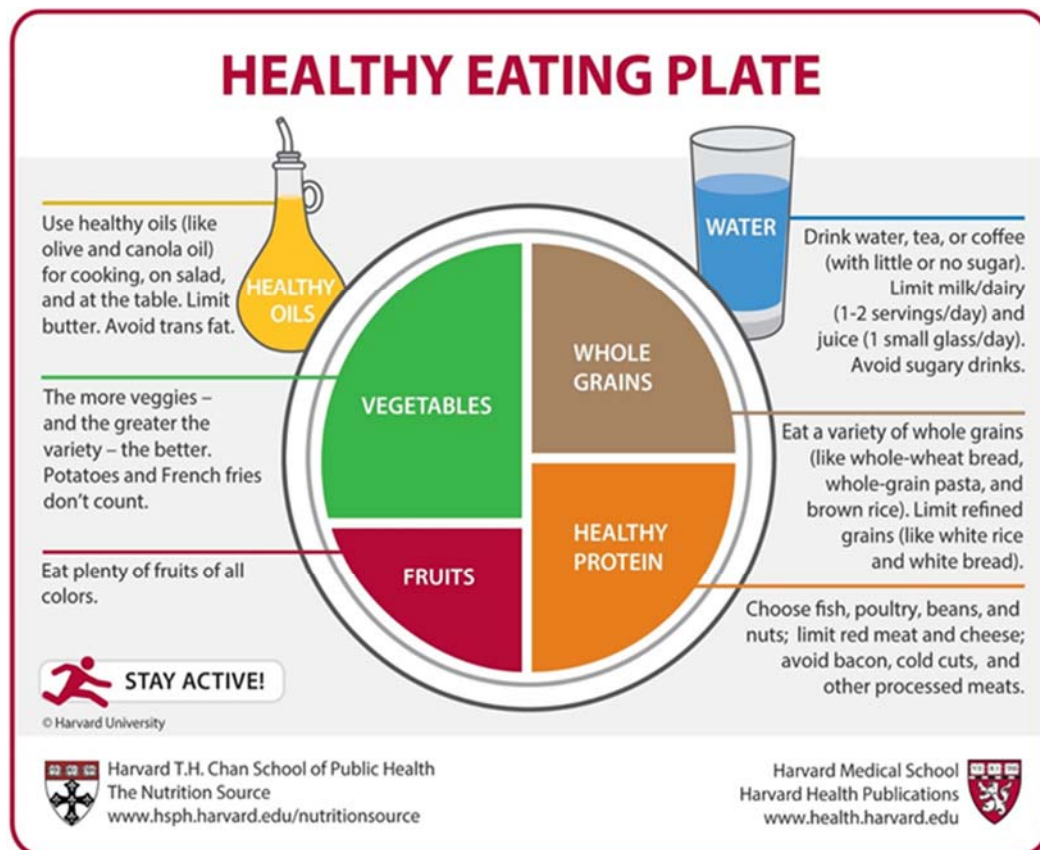 HEALTHY EATING PLATE
Use healthy oils (like
olive and canola oil)
for cooking, on salad,
and at the table. Limit
butter. Avoid trans fat.
HEALTHY
OILS
The more veggies –
and the greater the
variety – the better.
Potatoes and French fries
don't count.
Eat plenty of fruits of all
colors.
VEGETABLES
FRUITS
WHOLE
GRAINS
HEALTHY
PROTEIN
WATER
Drink water, tea, or coffee
(with little or no sugar).
Limit milk/dairy
(1-2 servings/day) and
juice (1 small glass/day).
Avoid sugary drinks.
Eat a variety of whole grains
(like whole-wheat bread,
whole-grain pasta, and
brown rice). Limit refined
grains (like white rice
and white bread).
Choose fish, poultry, beans, and
nuts; limit red meat and cheese;
avoid bacon, cold cuts, and
other processed meats.
STAY ACTIVE!
© Harvard University
Harvard T.H. Chan School of Public Health
The Nutrition Source
www.hsph.harvard.edu/nutritionsource
Harvard Medical School
Harvard Health Publications
www.health.harvard.edu